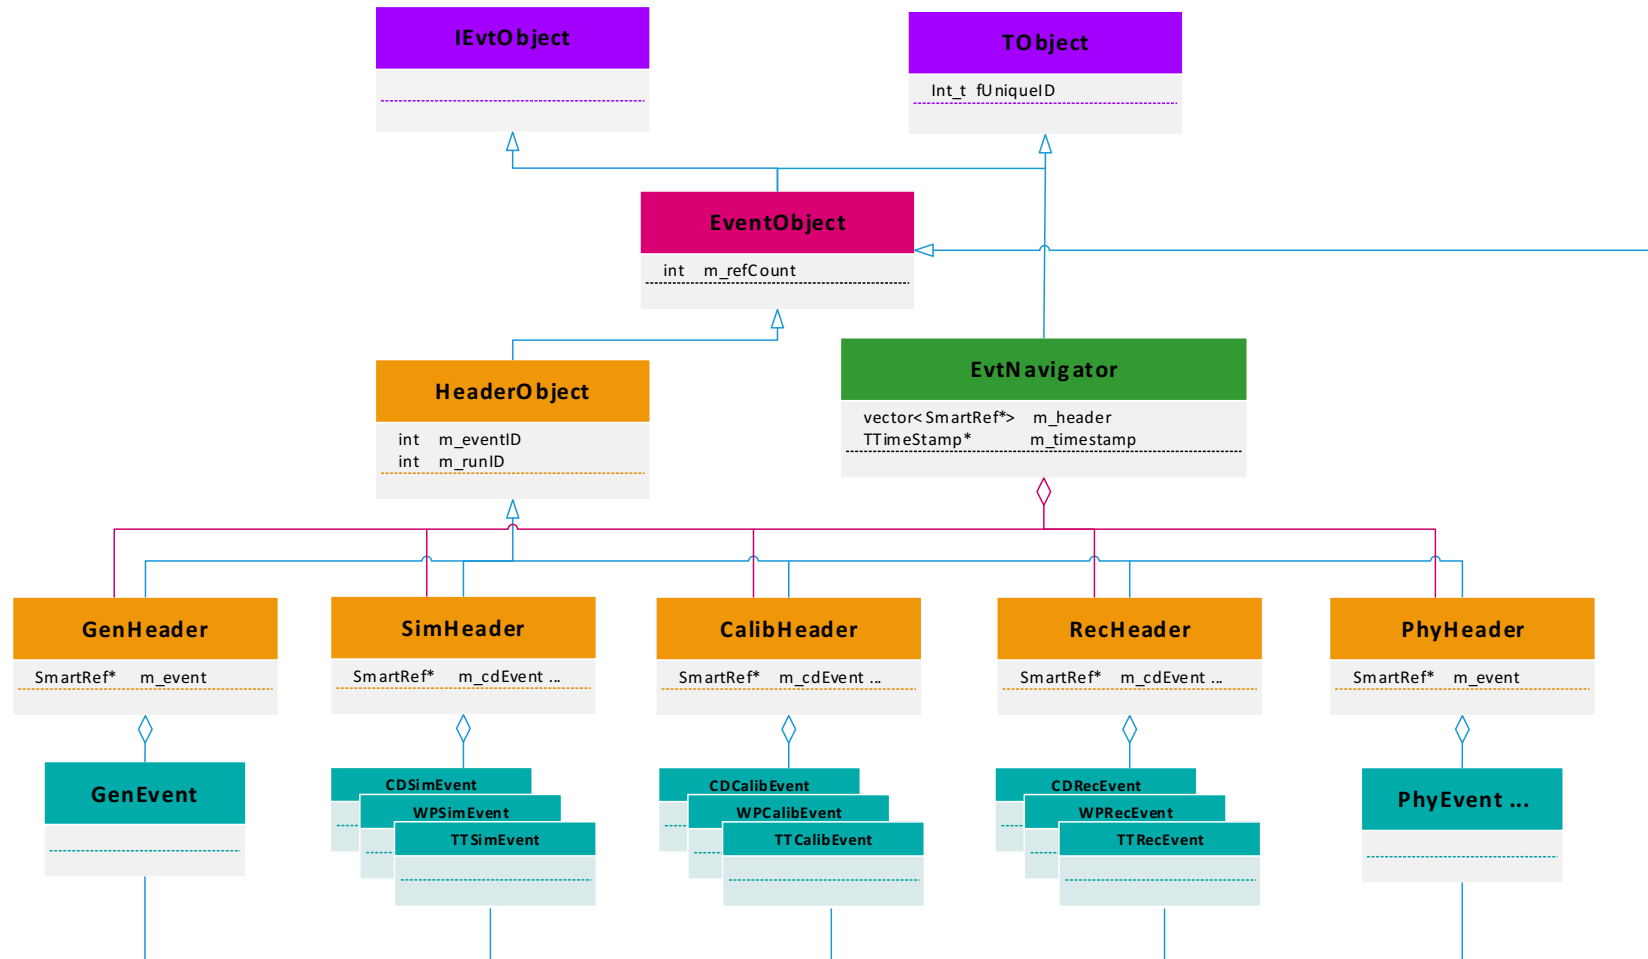 IEvtObject
TObject
Int_t fUniqueID
EventObject
int m_refCount
HeaderObject
int m_eventID
int m_runID
EvtNavigator
vector<SmartRef*> m_header
TTimeStamp* m_timestamp
GenHeader
SmartRef* m_event
SimHeader
SmartRef* m_cdEvent ...
CalibHeader
SmartRef* m_cdEvent ...
RecHeader
SmartRef* m_cdEvent ...
PhyHeader
SmartRef* m_event
GenEvent
CDSimEvent
WPSimEvent
TTSimEvent
CDCalibEvent
WPCalibEvent
TTCalibEvent
CDRecEvent
WPRecEvent
TTRecEvent
PhyEvent ...